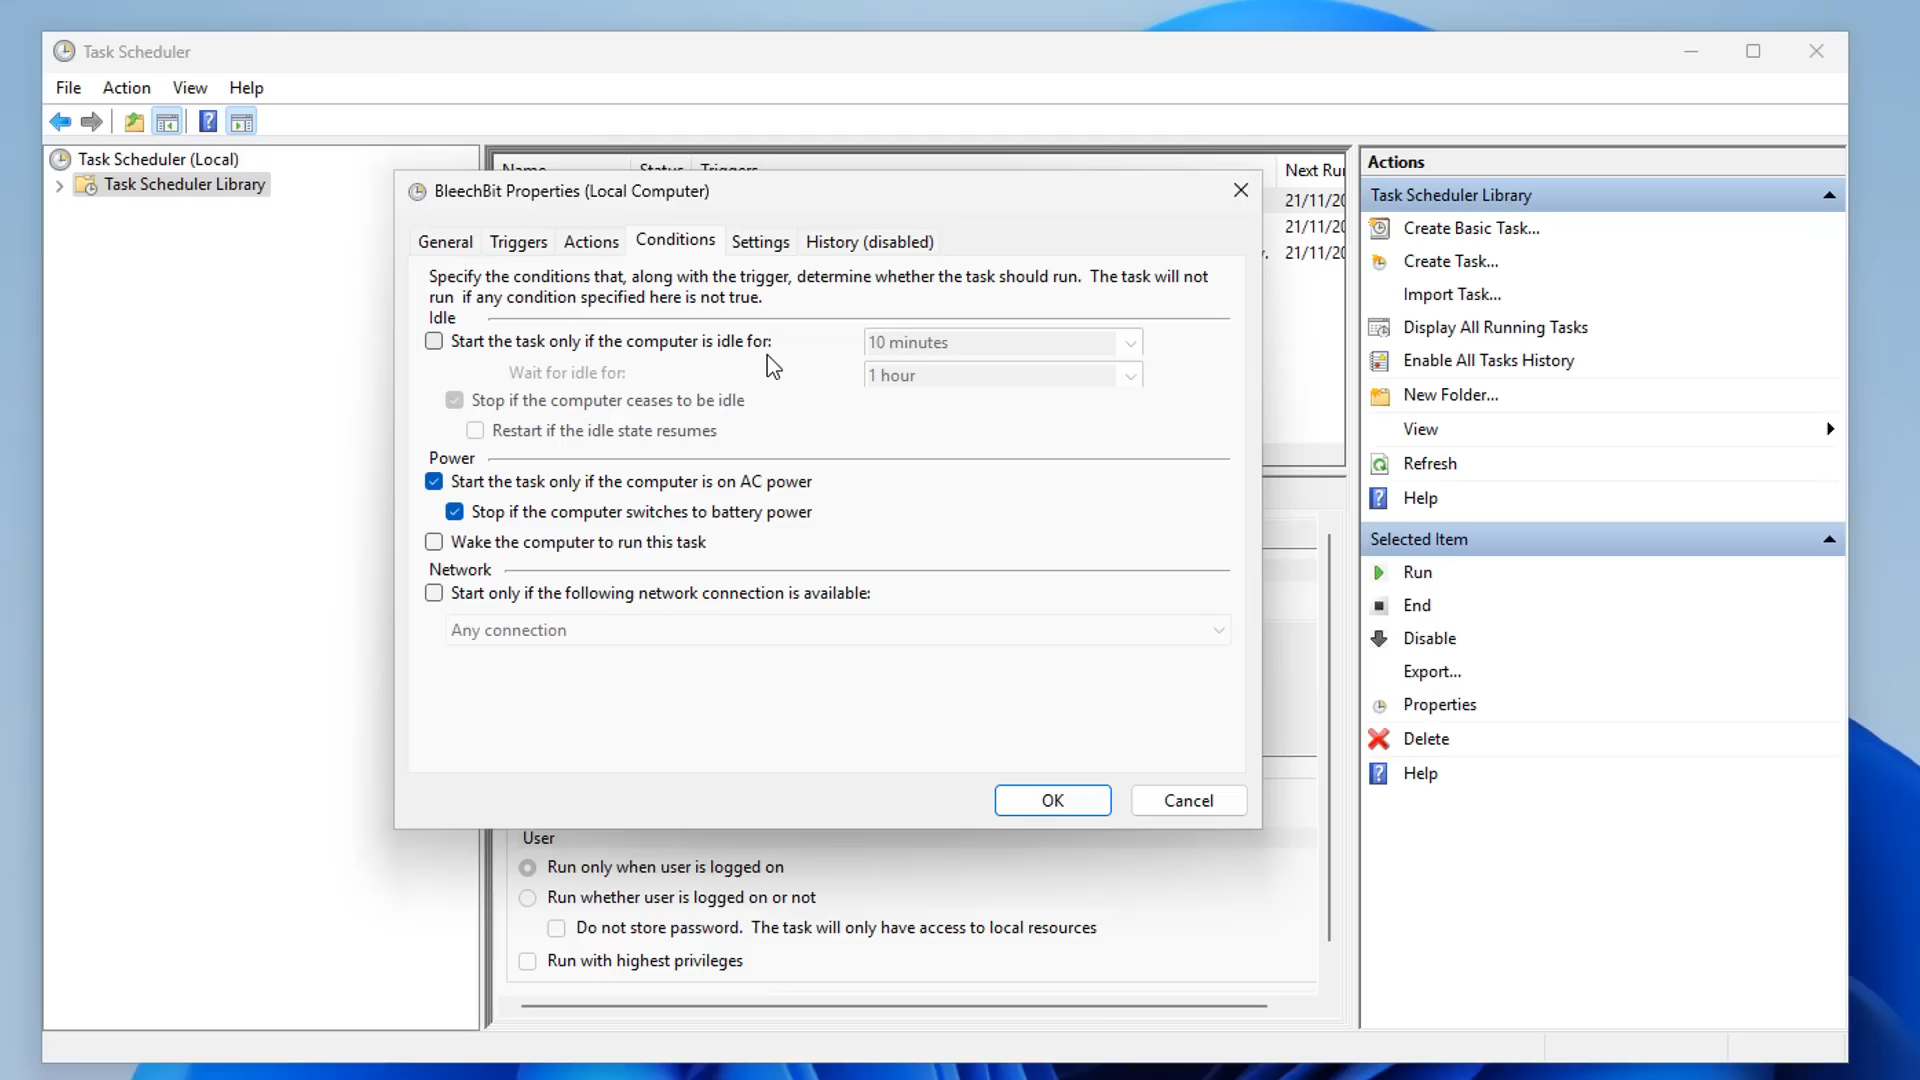 Task Scheduler
File Action View Help
Task Scheduler (Local)
Task Scheduler Library
Name Status Triggers Next Ru
21/11/20
21/11/20
21/11/20
BleechBit Properties (Local Computer)
General Triggers Actions Conditions Settings History (disabled)
Specify the conditions that, along with the trigger, determine whether the task should run. The task will not
run if any condition specified here is not true.
Idle
Start the task only if the computer is idle for: 10 minutes
Wait for idle for: 1 hour
Stop if the computer ceases to be idle
Restart if the idle state resumes
Power
Start the task only if the computer is on AC power
Stop if the computer switches to battery power
Wake the computer to run this task
Network
Start only if the following network connection is available:
Any connection
OK Cancel
User
Run only when user is logged on
Run whether user is logged on or not
Do not store password. The task will only have access to local resources
Run with highest privileges
Actions
Task Scheduler Library
Create Basic Task...
Create Task...
Import Task...
Display All Running Tasks
Enable All Tasks History
New Folder...
View
Refresh
Help
Selected Item
Run
End
Disable
Export...
Properties
Delete
Help